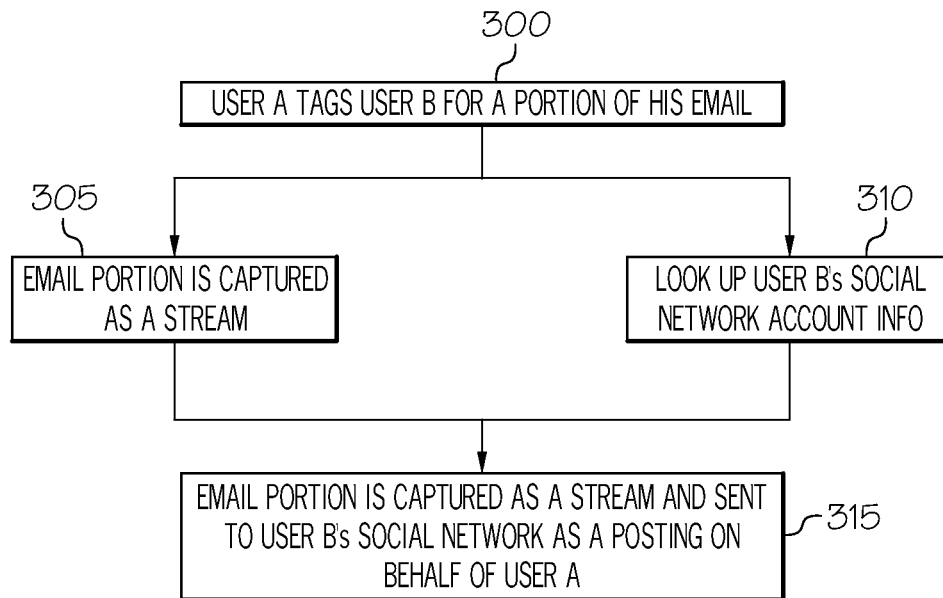 300
USER A TAGS USER B FOR A PORTION OF HIS EMAIL
305
310
EMAIL PORTION IS CAPTURED
AS A STREAM
LOOK UP USER B's SOCIAL
NETWORK ACCOUNT INFO
EMAIL PORTION IS CAPTURED AS A STREAM AND SENT
TO USER B's SOCIAL NETWORK AS A POSTING ON
BEHALF OF USER A
315